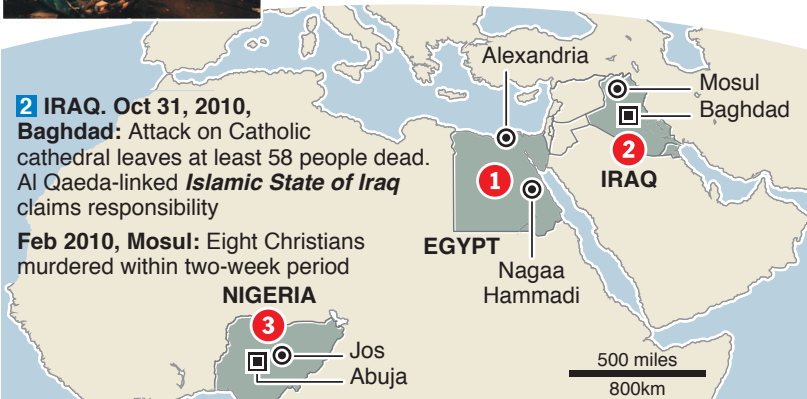 2 IRAQ. Oct 31, 2010,
Baghdad: Attack on Catholic
cathedral leaves at least 58 people dead.
Al Qaeda-linked Islamic State of Iraq
claims responsibility
Feb 2010, Mosul: Eight Christians
murdered within two-week period
Alexandria
Mosul
Baghdad
2
IRAQ
1
EGYPT
Nagaa
Hammadi
NIGERIA
3
Jos
Abuja
500 miles
800km